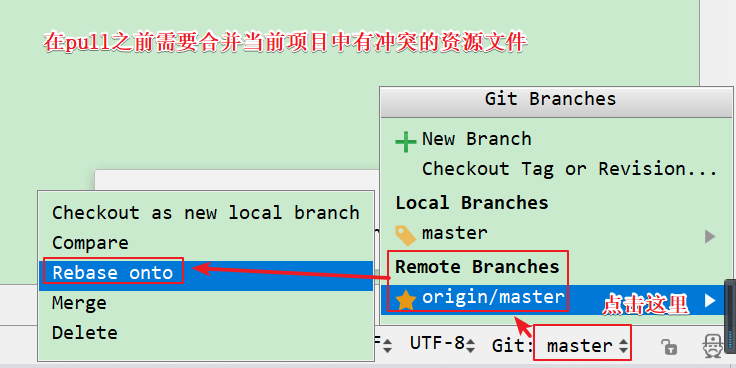 在pull之前需要合并当前项目中有冲突的资源文件
Git Branches
New Branch
Checkout Tag or Revision...
Local Branches
master
Remote Branches
origin/master 点击这里
Checkout as new local branch
Compare
Rebase onto
Merge
Delete
UTF-8 Git: master